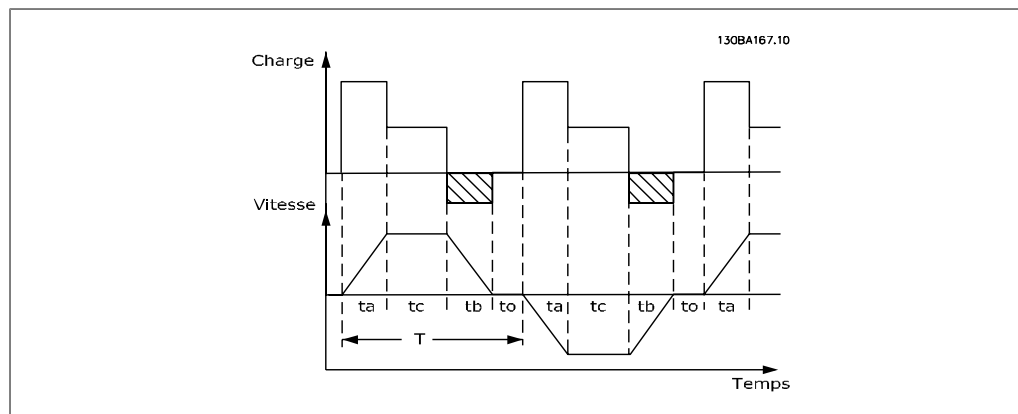 130BA167.10
Charge
Vitesse
ta tc tb to ta tc tb to ta
T
Temps